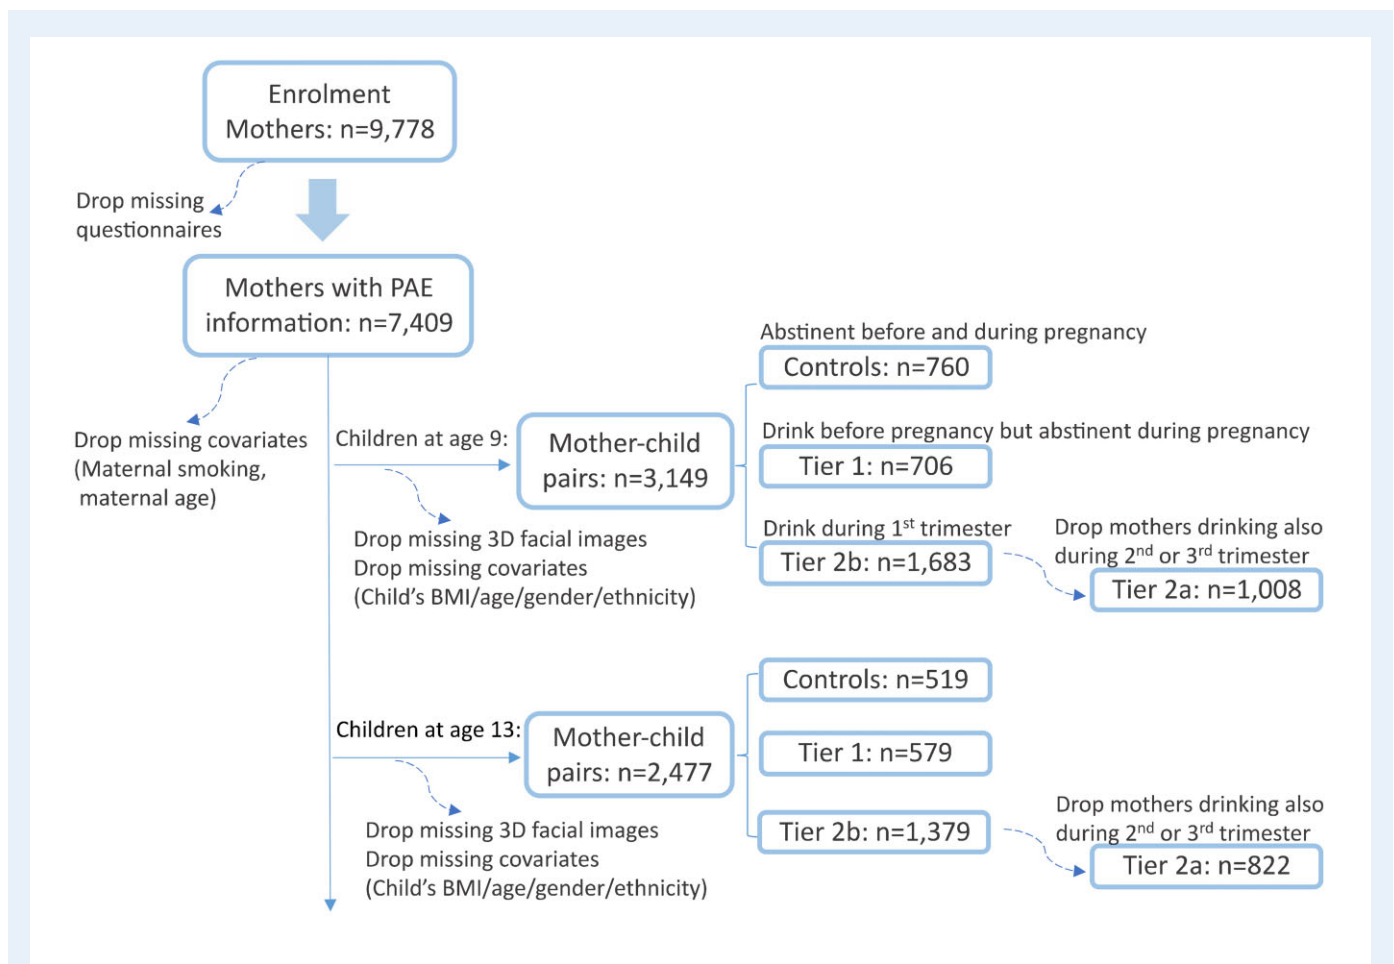 Enrolment
Mothers: n=9,778
Drop missing
questionnaires
Mothers with PAE
information: n=7,409
Drop missing covariates
(Maternal smoking,
maternal age)
Children at age 9:
Mother-child
pairs: n=3,149
Drop missing 3D facial images
Drop missing covariates
(Child's BMI/age/gender/ethnicity)
Abstinent before and during pregnancy
Controls: n=760
Drink before pregnancy but abstinent during pregnancy
Tier 1: n=706
Drink during 1st trimester
Tier 2b: n=1,683
Drop mothers drinking also
during 2nd or 3rd trimester
Tier 2a: n=1,008
Children at age 13:
Mother-child
pairs: n=2,477
Drop missing 3D facial images
Drop missing covariates
(Child's BMI/age/gender/ethnicity)
Controls: n=519
Tier 1: n=579
Tier 2b: n=1,379
Drop mothers drinking also
during 2nd or 3rd trimester
Tier 2a: n=822